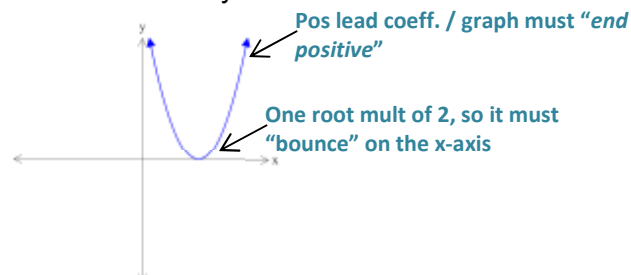 Pos lead coeff. / graph must “end
positive”
y
One root mult of 2, so it must
“bounce” on the x-axis
x